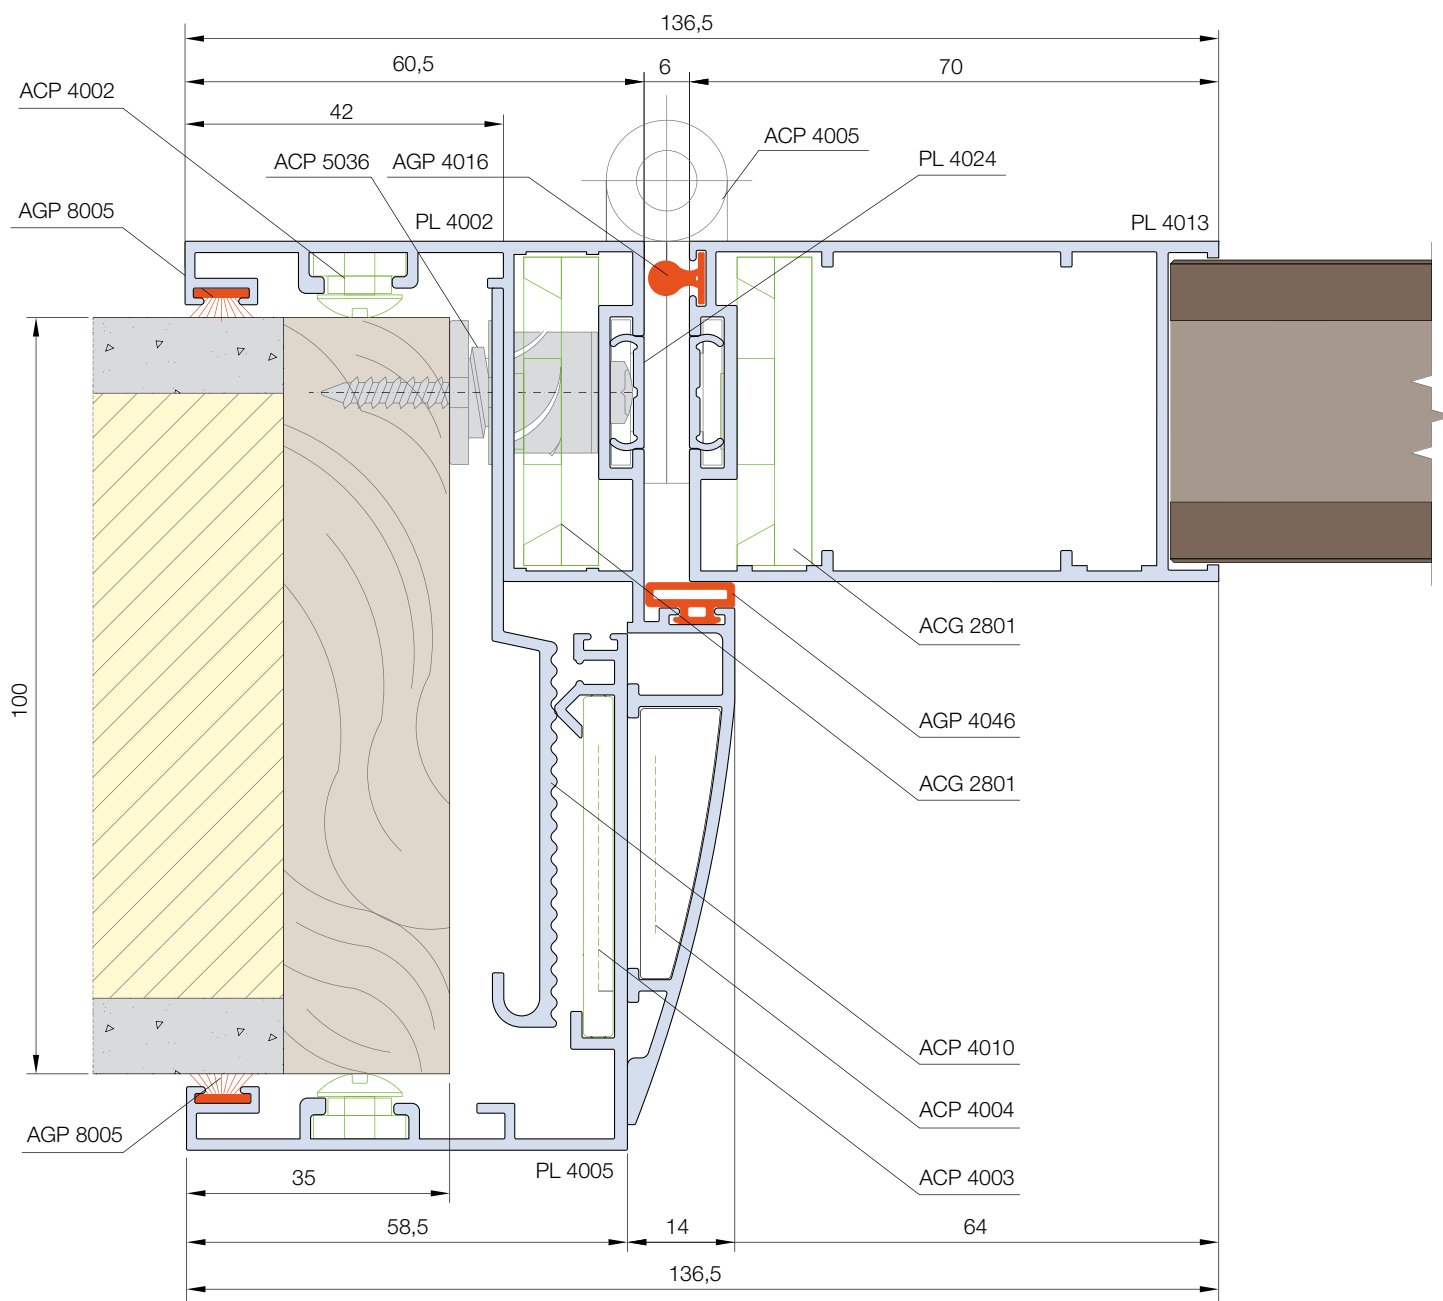 136,5
60,5
6
70
ACP 4002
42
ACP 4005
ACP 5036
AGP 4016
PL 4024
AGP 8005
PL 4002
PL 4013
ACG 2801
100
AGP 4046
ACG 2801
ACP 4010
ACP 4004
AGP 8005
PL 4005
ACP 4003
35
58,5
14
64
136,5